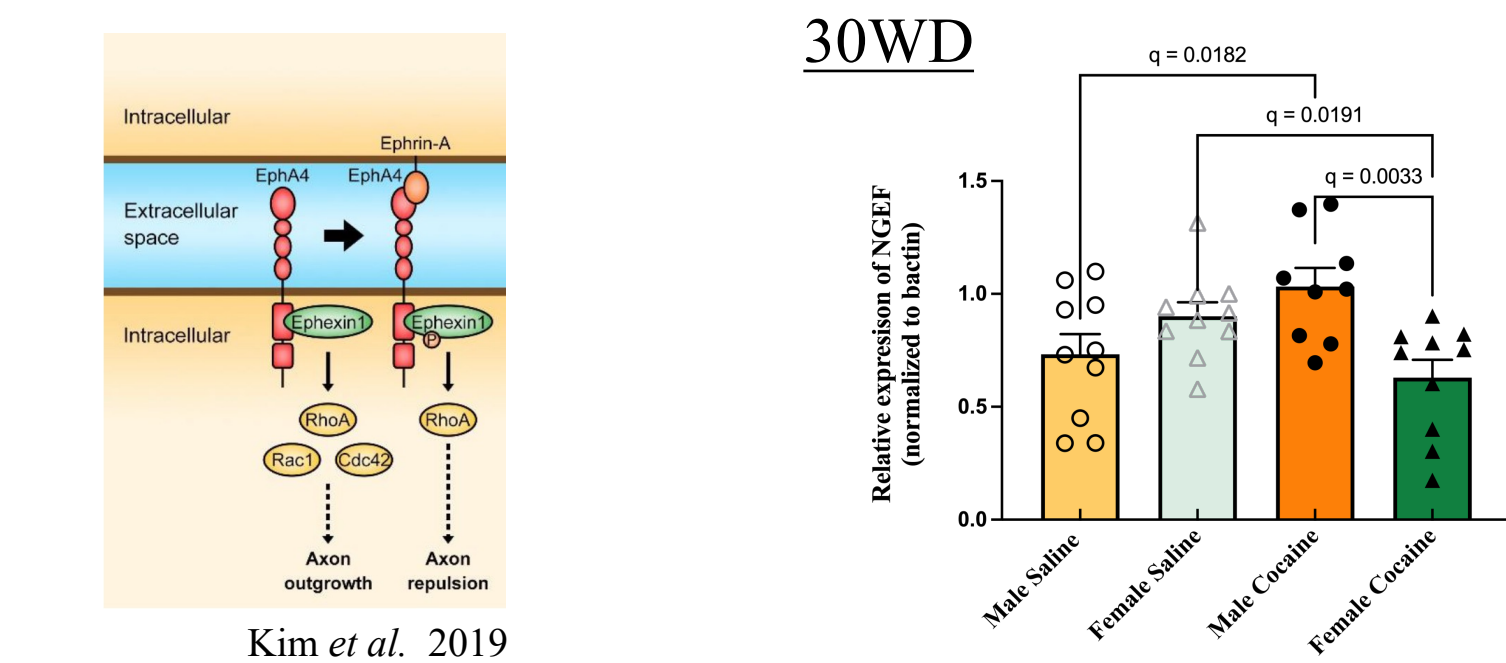 Intracellular
Ephrin-A
EphA4
EphA4
Extracellular
space
Intracellular
Ephexin1
Ephexin1
P
RhoA
RhoA
Rac1
Cdc42
Axon
outgrowth
Axon
repulsion
Kim et al. 2019
30WD
q = 0.0182
q = 0.0191
q = 0.0033
Relative expresison of NGEF
(normalized to bactin)
1.5
1.0
0.5
0.0
Male Saline
Female Saline
Male Cocaine
Female Cocaine